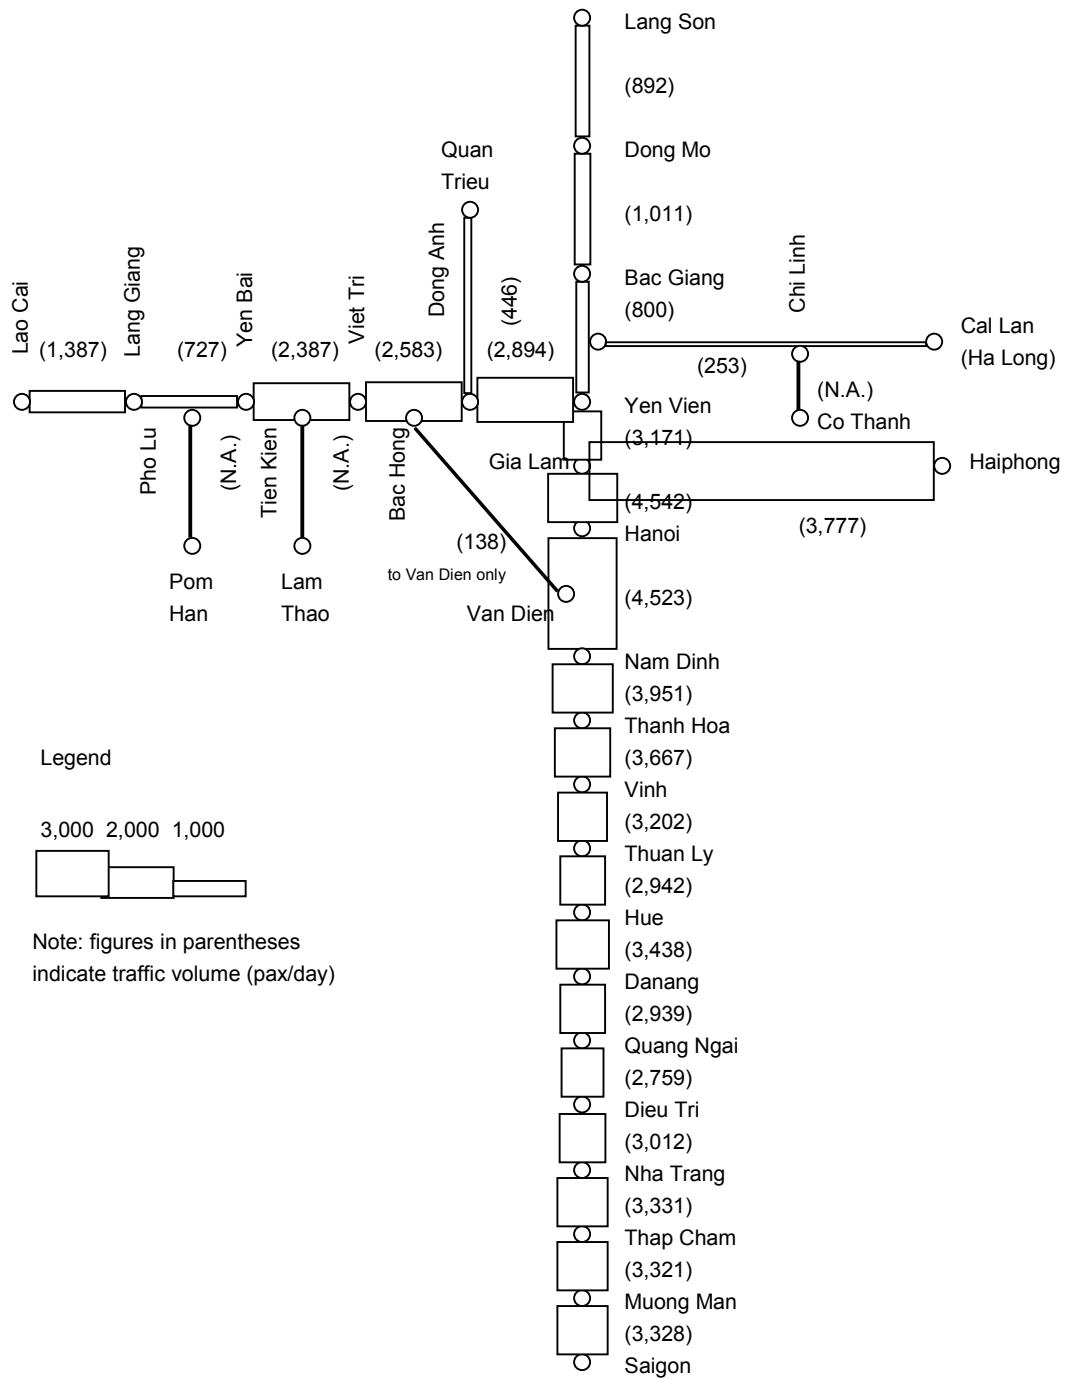 Lang Son
(892)
Quan
Trieu
Dong Mo
(1,011)
Lao Cai
(1,387)
Lang Giang
(727)
Yen Bai
(2,387)
Viet Tri
(2,583)
Dong Anh
(446)
(2,894)
Bac Giang
(800)
Chi Linh
Cal Lan
(Ha Long)
(253)
(N.A.)
Co Thanh
Yen Vien
(3,171)
Pho Lu
(N.A.)
Tien Kien
(N.A.)
Bac Hong
Gia Lam
Haiphong
(4,542)
(3,777)
Hanoi
(138)
to Van Dien only
Pom
Han
Lam
Thao
Van Dien
(4,523)
Nam Dinh
(3,951)
Thanh Hoa
(3,667)
Vinh
(3,202)
Thuan Ly
(2,942)
Hue
(3,438)
Danang
(2,939)
Quang Ngai
(2,759)
Dieu Tri
(3,012)
Nha Trang
(3,331)
Thap Cham
(3,321)
Muong Man
(3,328)
Saigon
Legend
3,000 2,000 1,000
Note: figures in parentheses
indicate traffic volume (pax/day)